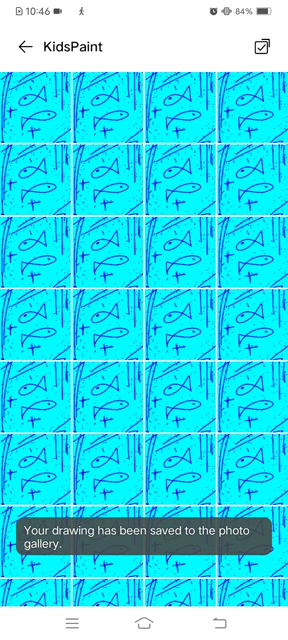 10:46
84%
KidsPaint
Your drawing has been saved to the photo
gallery.